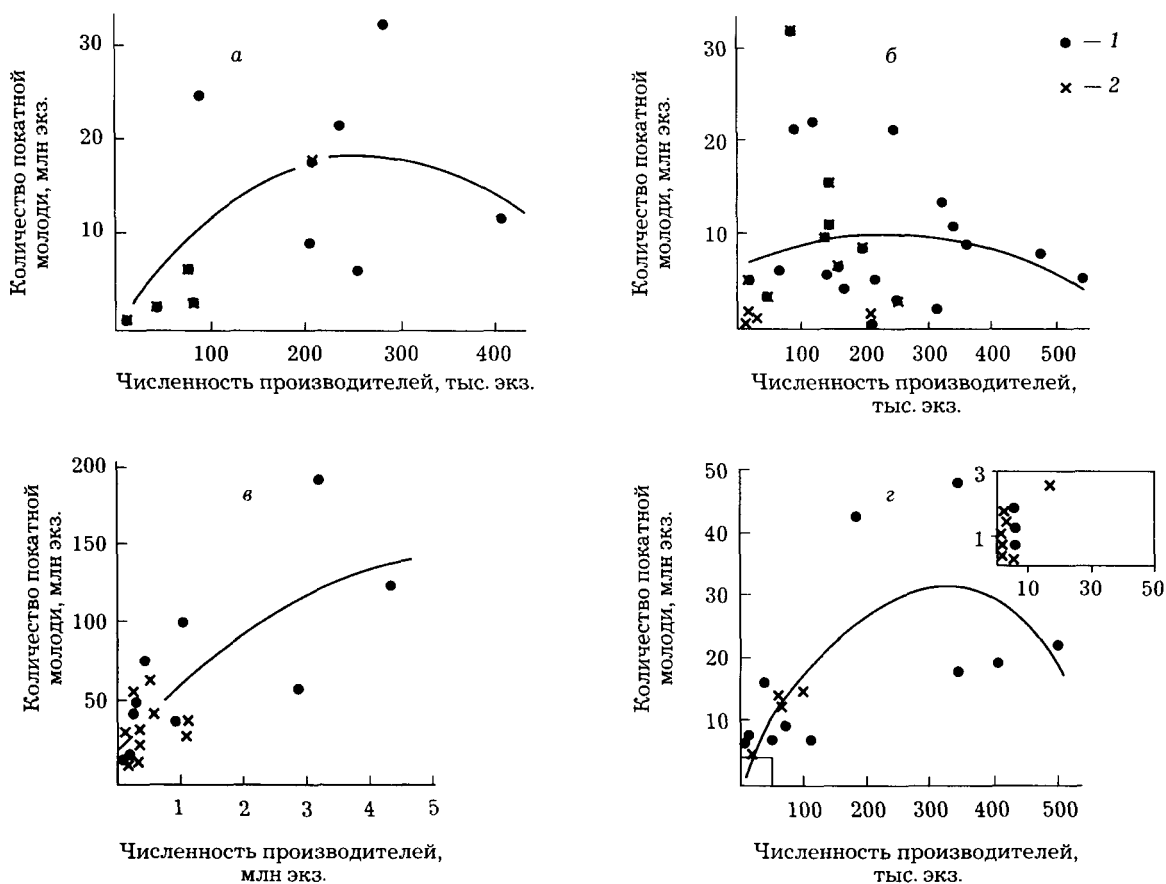 Количество покатной
молоди, млн экз.
30
20
10
а
100
200
300
400
Численность производителей, тыс. экз.
Количество покатной
молоди, млн экз.
30
20
10
б
— 1
— 2
100
200
300
400
500
Численность производителей,
тыс. экз.
Количество покатной
молоди, млн экз.
200
150
100
50
в
1
2
3
4
5
Численность производителей,
млн экз.
Количество покатной
молоди, млн экз.
50
40
30
20
10
г
3
1
10
30
50
100
200
300
400
500
Численность производителей,
тыс. экз.